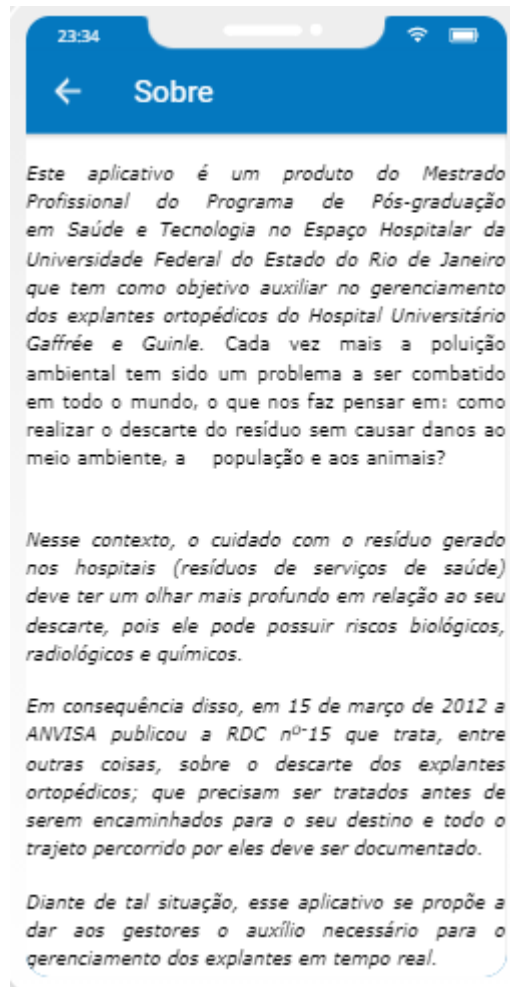 23:34
Sobre
Este aplicativo é um produto do Mestrado
Profissional do Programa de Pós-graduação
em Saúde e Tecnologia no Espaço Hospitalar da
Universidade Federal do Estado do Rio de Janeiro
que tem como objetivo auxiliar no gerenciamento
dos explantes ortopédicos do Hospital Universitário
Gaffrée e Guinle. Cada vez mais a poluição
ambiental tem sido um problema a ser combatido
em todo o mundo, o que nos faz pensar em: como
realizar o descarte do resíduo sem causar danos ao
meio ambiente, a população e aos animais?
Nesse contexto, o cuidado com o resíduo gerado
nos hospitais (resíduos de serviços de saúde)
deve ter um olhar mais profundo em relação ao seu
descarte, pois ele pode possuir riscos biológicos,
radiológicos e químicos.
Em consequência disso, em 15 de março de 2012 a
ANVISA publicou a RDC nº-15 que trata, entre
outras coisas, sobre o descarte dos explantes
ortopédicos; que precisam ser tratados antes de
serem encaminhados para o seu destino e todo o
trajeto percorrido por eles deve ser documentado.
Diante de tal situação, esse aplicativo se propõe a
dar aos gestores o auxílio necessário para o
gerenciamento dos explantes em tempo real.